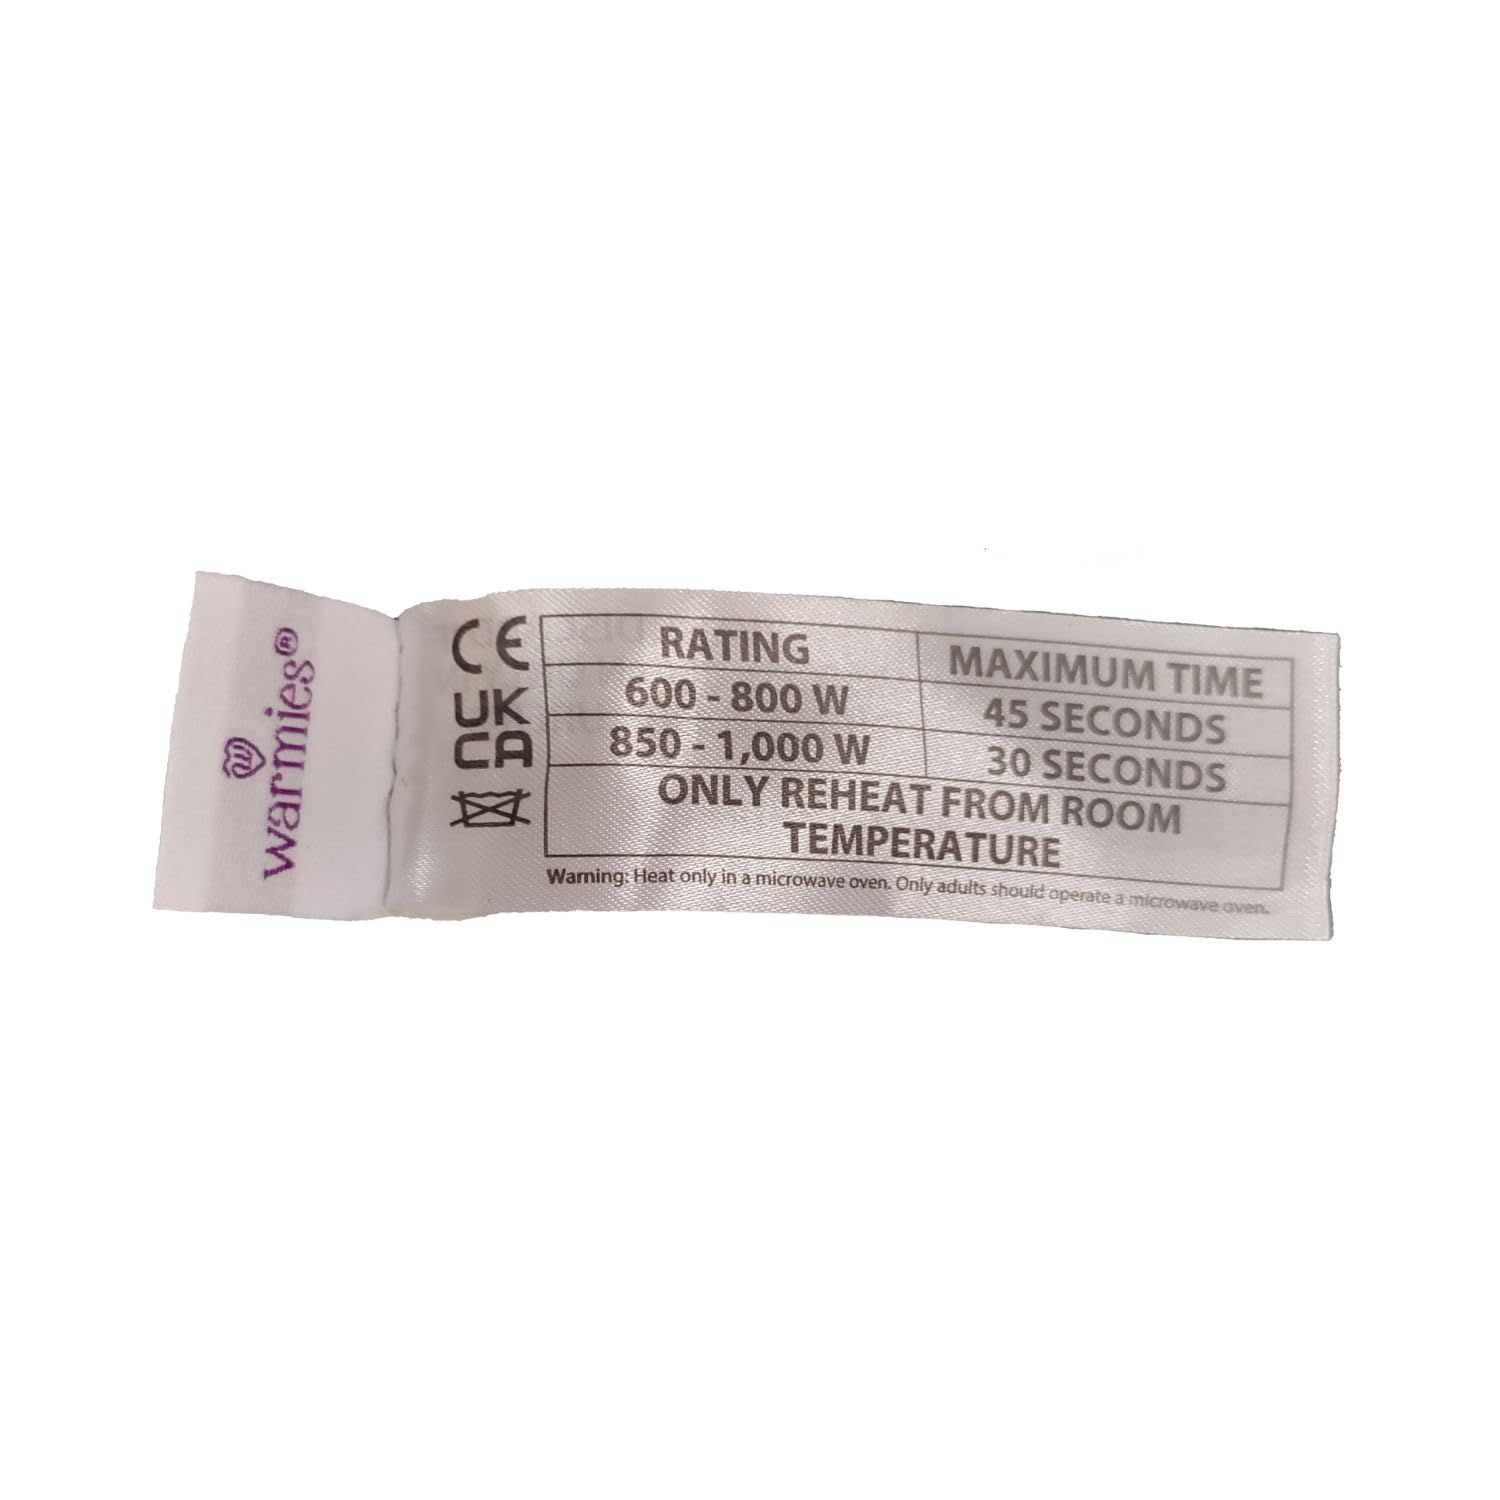 warmies®
CE
UK
CA
RATING MAXIMUM TIME
600 - 800 W 45 SECONDS
850 - 1,000 W 30 SECONDS
ONLY REHEAT FROM ROOM
TEMPERATURE
Warning: Heat only in a microwave oven. Only adults should operate a microwave oven.